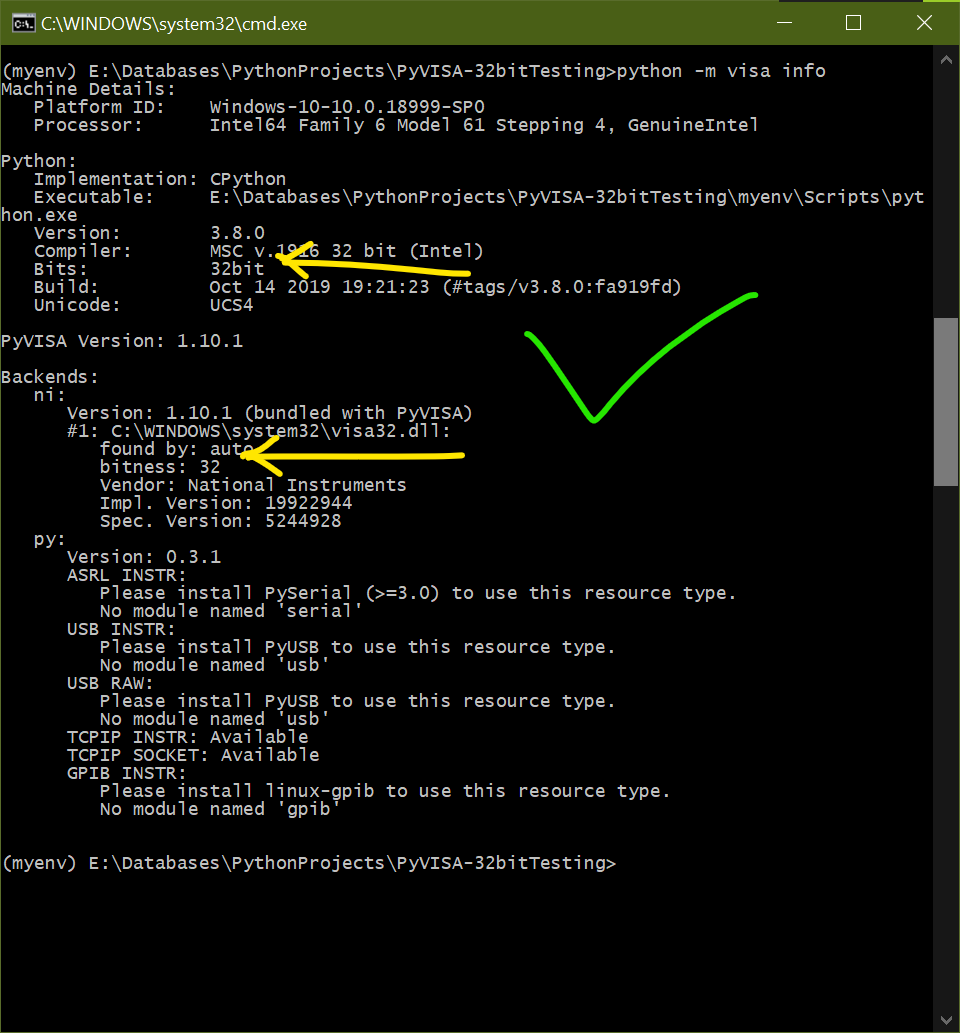 C:\WINDOWS\system32\cmd.exe
(myenv) E:\Databases\PythonProjects\PyVISA-32bitTesting>python -m visa info
Machine Details:
   Platform ID:    Windows-10-10.0.18999-SP0
   Processor:      Intel64 Family 6 Model 61 Stepping 4, GenuineIntel
Python:
   Implementation: CPython
   Executable:     E:\Databases\PythonProjects\PyVISA-32bitTesting\myenv\Scripts\pyt
hon.exe
   Version:        3.8.0
   Compiler:       MSC v.1916 32 bit (Intel)
   Bits:           32bit
   Build:          Oct 14 2019 19:21:23 (#tags/v3.8.0:fa919fd)
   Unicode:        UCS4
PyVISA Version: 1.10.1
Backends:
   ni:
      Version: 1.10.1 (bundled with PyVISA)
      #1: C:\WINDOWS\system32\visa32.dll:
         found by: auto
         bitness: 32
         Vendor: National Instruments
         Impl. Version: 19922944
         Spec. Version: 5244928
   py:
      Version: 0.3.1
      ASRL INSTR:
         Please install PySerial (>=3.0) to use this resource type.
         No module named 'serial'
      USB INSTR:
         Please install PyUSB to use this resource type.
         No module named 'usb'
      USB RAW:
         Please install PyUSB to use this resource type.
         No module named 'usb'
      TCPIP INSTR: Available
      TCPIP SOCKET: Available
      GPIB INSTR:
         Please install linux-gpib to use this resource type.
         No module named 'gpib'
(myenv) E:\Databases\PythonProjects\PyVISA-32bitTesting>